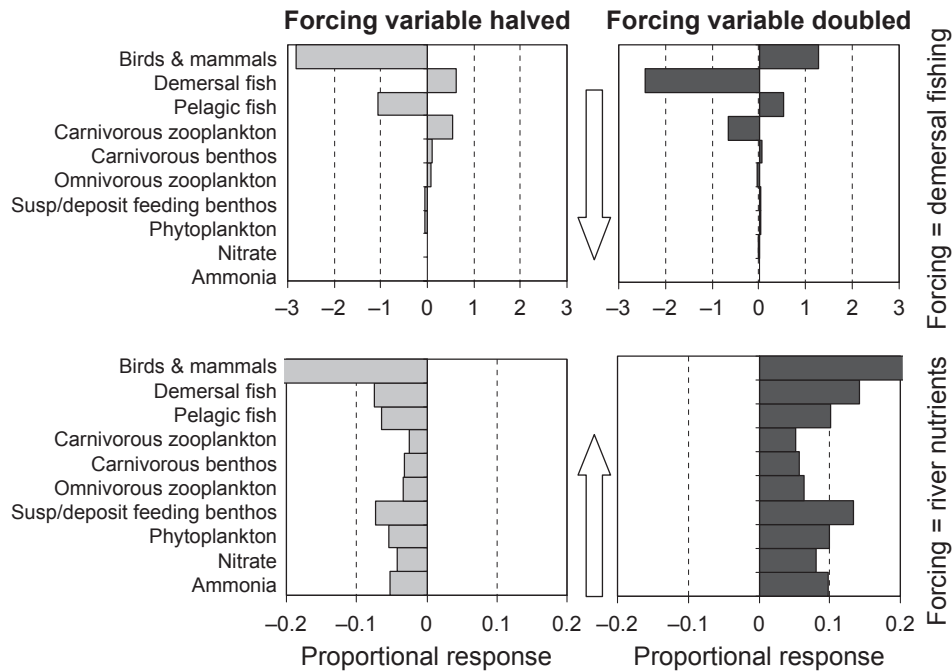 Forcing variable halved
Forcing variable doubled
Birds & mammals
Demersal fish
Pelagic fish
Carnivorous zooplankton
Carnivorous benthos
Omnivorous zooplankton
Susp/deposit feeding benthos
Phytoplankton
Nitrate
Ammonia
–3 –2 –1 0 1 2 3
–3 –2 –1 0 1 2 3
Forcing = demersal fishing
Birds & mammals
Demersal fish
Pelagic fish
Carnivorous zooplankton
Carnivorous benthos
Omnivorous zooplankton
Susp/deposit feeding benthos
Phytoplankton
Nitrate
Ammonia
–0.2 –0.1 0 0.1 0.2
–0.2 –0.1 0 0.1 0.2
Proportional response
Proportional response
Forcing = river nutrients